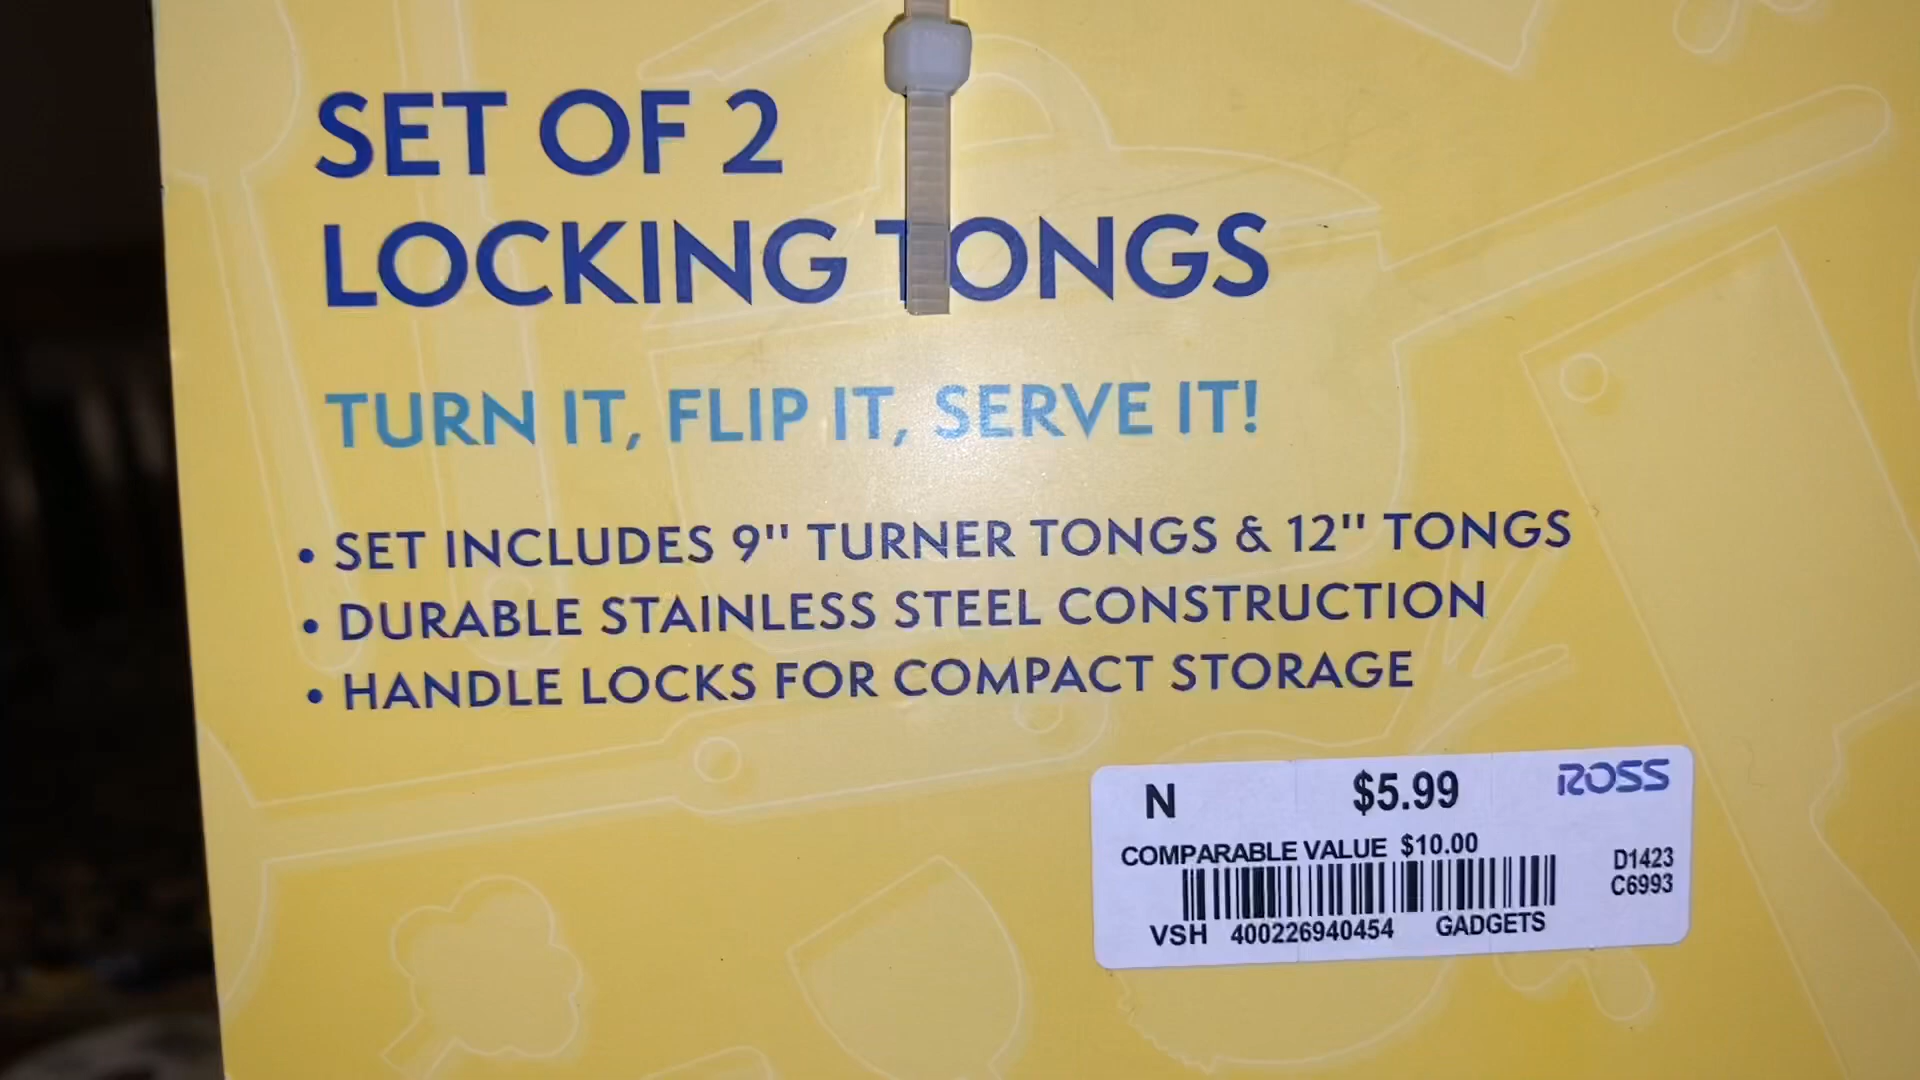 SET OF 2
LOCKING TONGS
TURN IT, FLIP IT, SERVE IT!
• SET INCLUDES 9" TURNER TONGS & 12" TONGS
• DURABLE STAINLESS STEEL CONSTRUCTION
• HANDLE LOCKS FOR COMPACT STORAGE
N $5.99 ROSS
COMPARABLE VALUE $10.00
D1423
C6993
VSH 400226940454 GADGETS